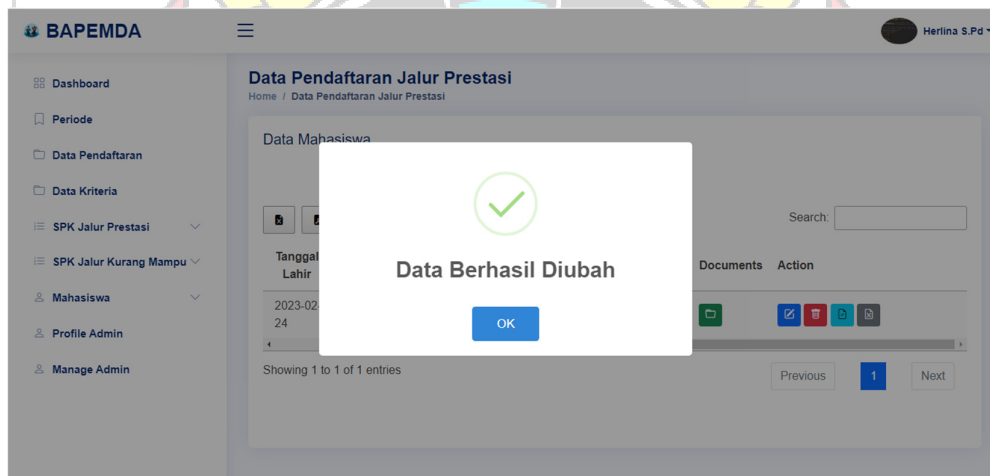 BAPEMDA
Herlina S.Pd
Dashboard
Periode
Data Pendaftaran
Data Kriteria
SPK Jalur Prestasi
SPK Jalur Kurang Mampu
Mahasiswa
Profile Admin
Manage Admin
Data Pendaftaran Jalur Prestasi
Home / Data Pendaftaran Jalur Prestasi
Data Mahasiswa
Search:
Tanggal
Lahir
Documents Action
2023-02-
24
Data Berhasil Diubah
OK
Showing 1 to 1 of 1 entries
Previous 1 Next